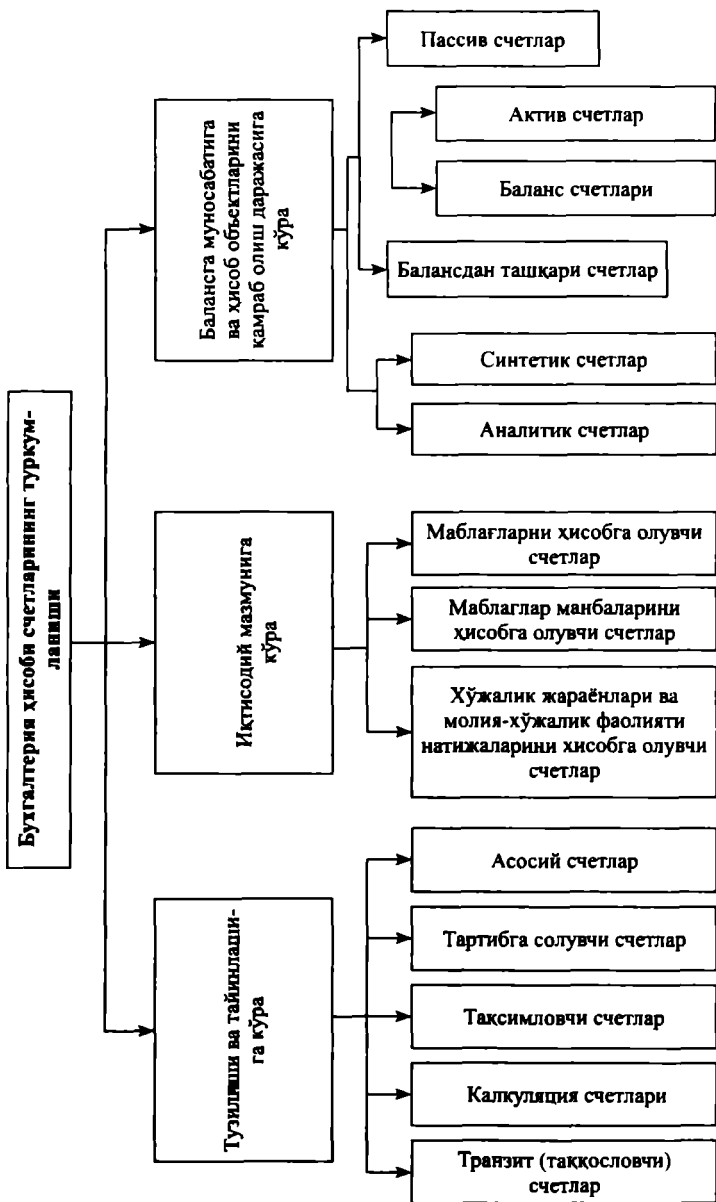 Бухгалтерия ҳисоби счетларининг туркум-
ланиши
Балансга муносабатига
ва ҳисоб объектларини
қамраб олиш даражасига
кўра
Пассив счетлар
Актив счетлар
Баланс счетлари
Балансдан ташқари счетлар
Синтетик счетлар
Аналитик счетлар
Иқтисодий мазмунига
кўра
Маблағларни ҳисобга олувчи
счетлар
Маблаглар манбаларини
ҳисобга олувчи счетлар
Хўжалик жараёнлари ва
молия-хўжалик фаолияти
натижаларини хисобга олувчи
счетлар
Тузилиши ва тайинлаши-
га кўра
Асосий счетлар
Тартибга солувчи счетлар
Тақсимловчи счетлар
Калкуляция счетлари
Транзит (таққословчи)
счетлар